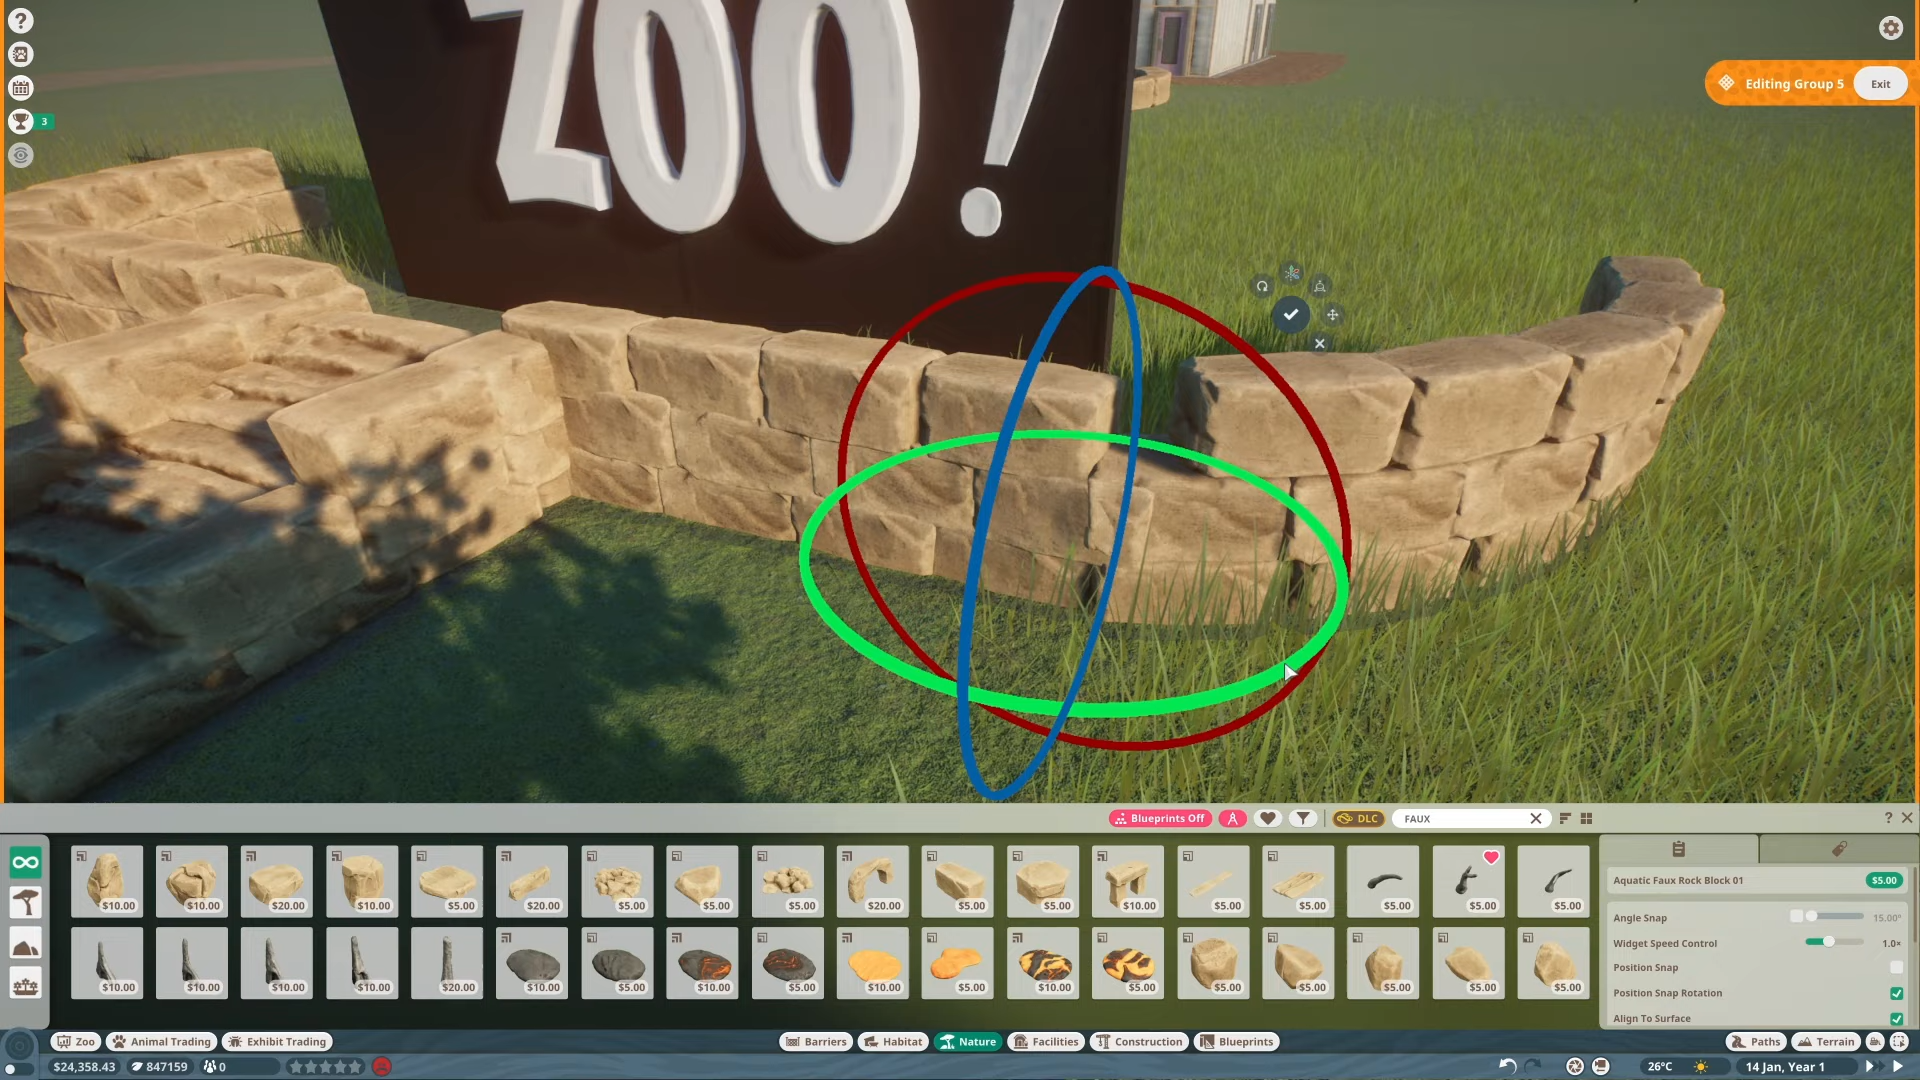 ZOO!
?
3
Editing Group 5 Exit
Blueprints Off DLC FAUX ?
$10.00 $10.00 $20.00 $10.00 $5.00 $20.00 $5.00 $5.00 $5.00 $20.00 $5.00 $5.00 $10.00 $5.00 $5.00 $5.00 $5.00 $5.00
$10.00 $10.00 $10.00 $10.00 $20.00 $10.00 $5.00 $10.00 $5.00 $10.00 $5.00 $10.00 $5.00 $5.00 $5.00 $5.00 $5.00 $5.00
Aquatic Faux Rock Block 01 $5.00
Angle Snap 15.00°
Widget Speed Control 1.0×
Position Snap
Position Snap Rotation
Align To Surface
Zoo Animal Trading Exhibit Trading Barriers Habitat Nature Facilities Construction Blueprints Paths Terrain
$24,358.43 847159 0 26°C 14 Jan, Year 1